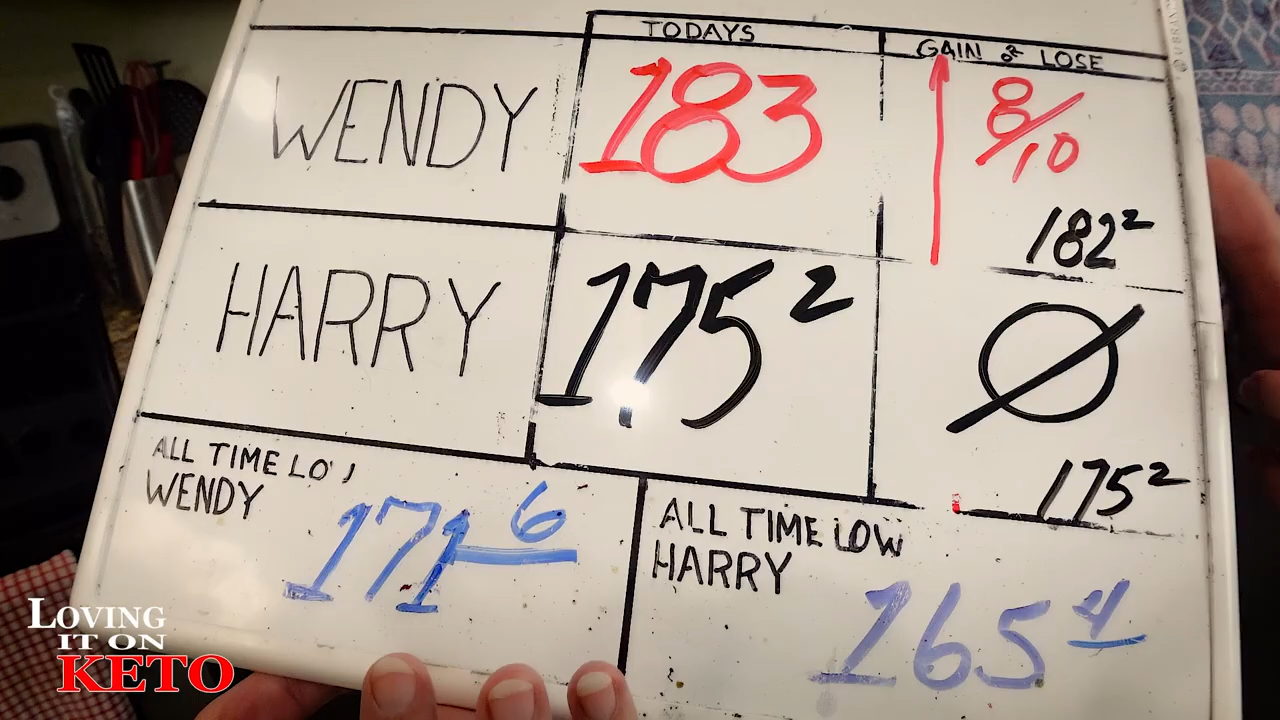 TODAYS
GAIN or LOSE
WENDY
183
8/10
182²
HARRY
175²
Ø
175²
ALL TIME LOW
WENDY
171⁶
ALL TIME LOW
HARRY
165⁴
LOVING
IT ON
KETO